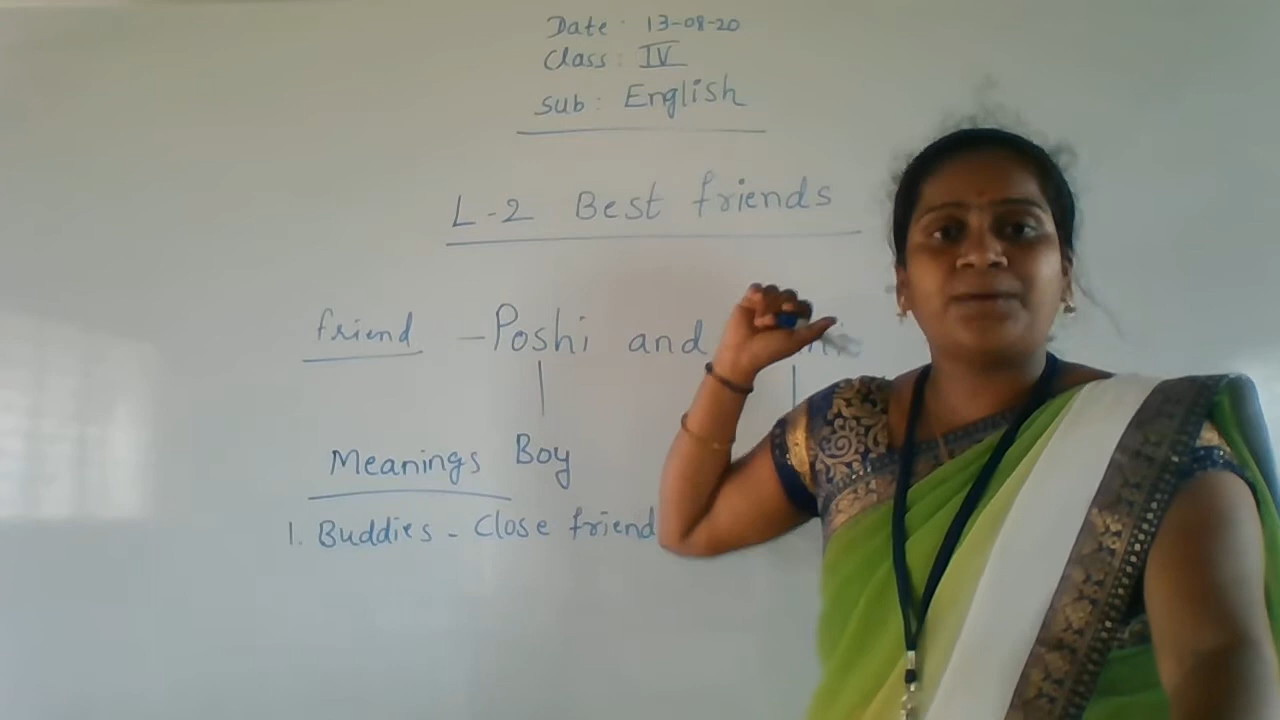 Date : 13-08-20
Class : IV
Sub : English
L-2 Best friends
friend - Poshi and
Meanings Boy
1. Buddies - Close friend